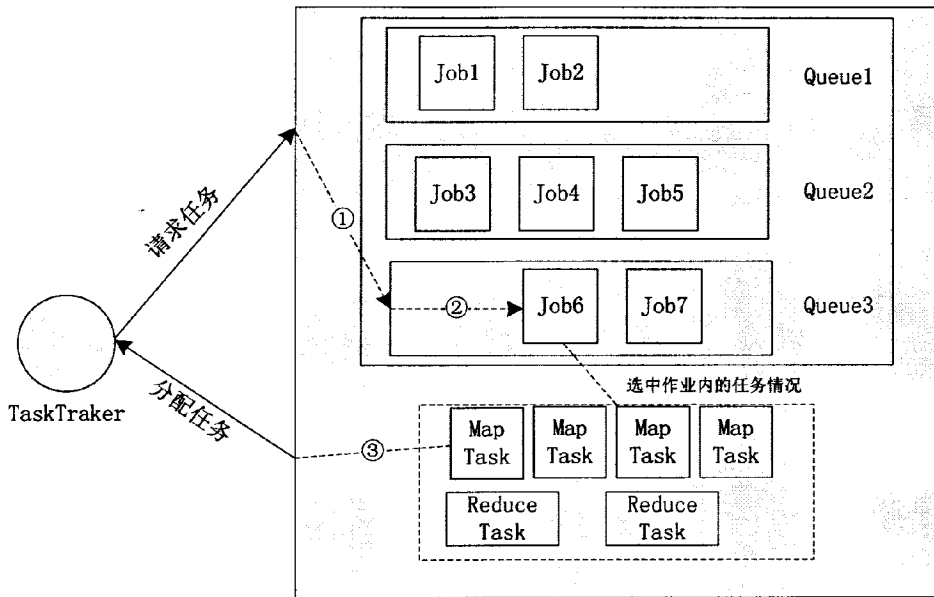 Job1
Job2
Queue1
Job3
Job4
Job5
Queue2
①
请求任务
②
Job6
Job7
Queue3
选中作业内的任务情况
TaskTraker
分配任务
③
Map
Task
Map
Task
Map
Task
Map
Task
Reduce
Task
Reduce
Task